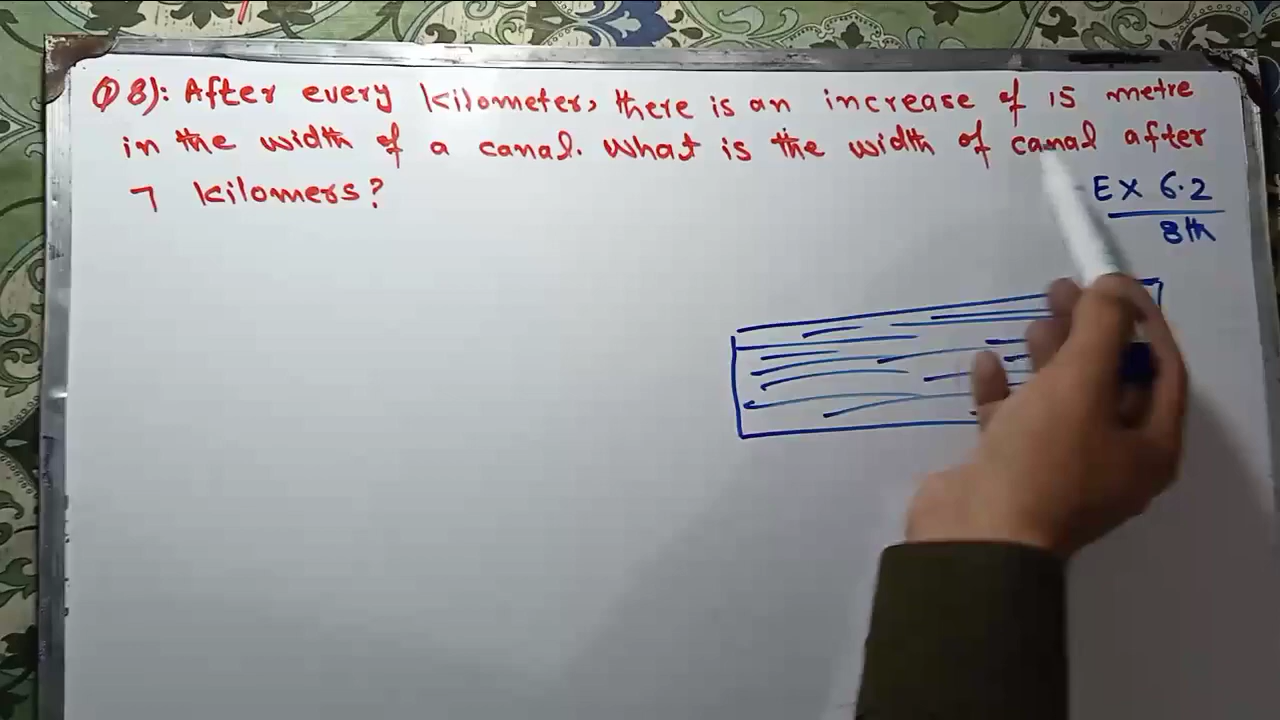 Q8): After every kilometer, there is an increase of 15 metre
in the width of a canal. What is the width of canal after
7 kilomers?
Ex 6.2
8th